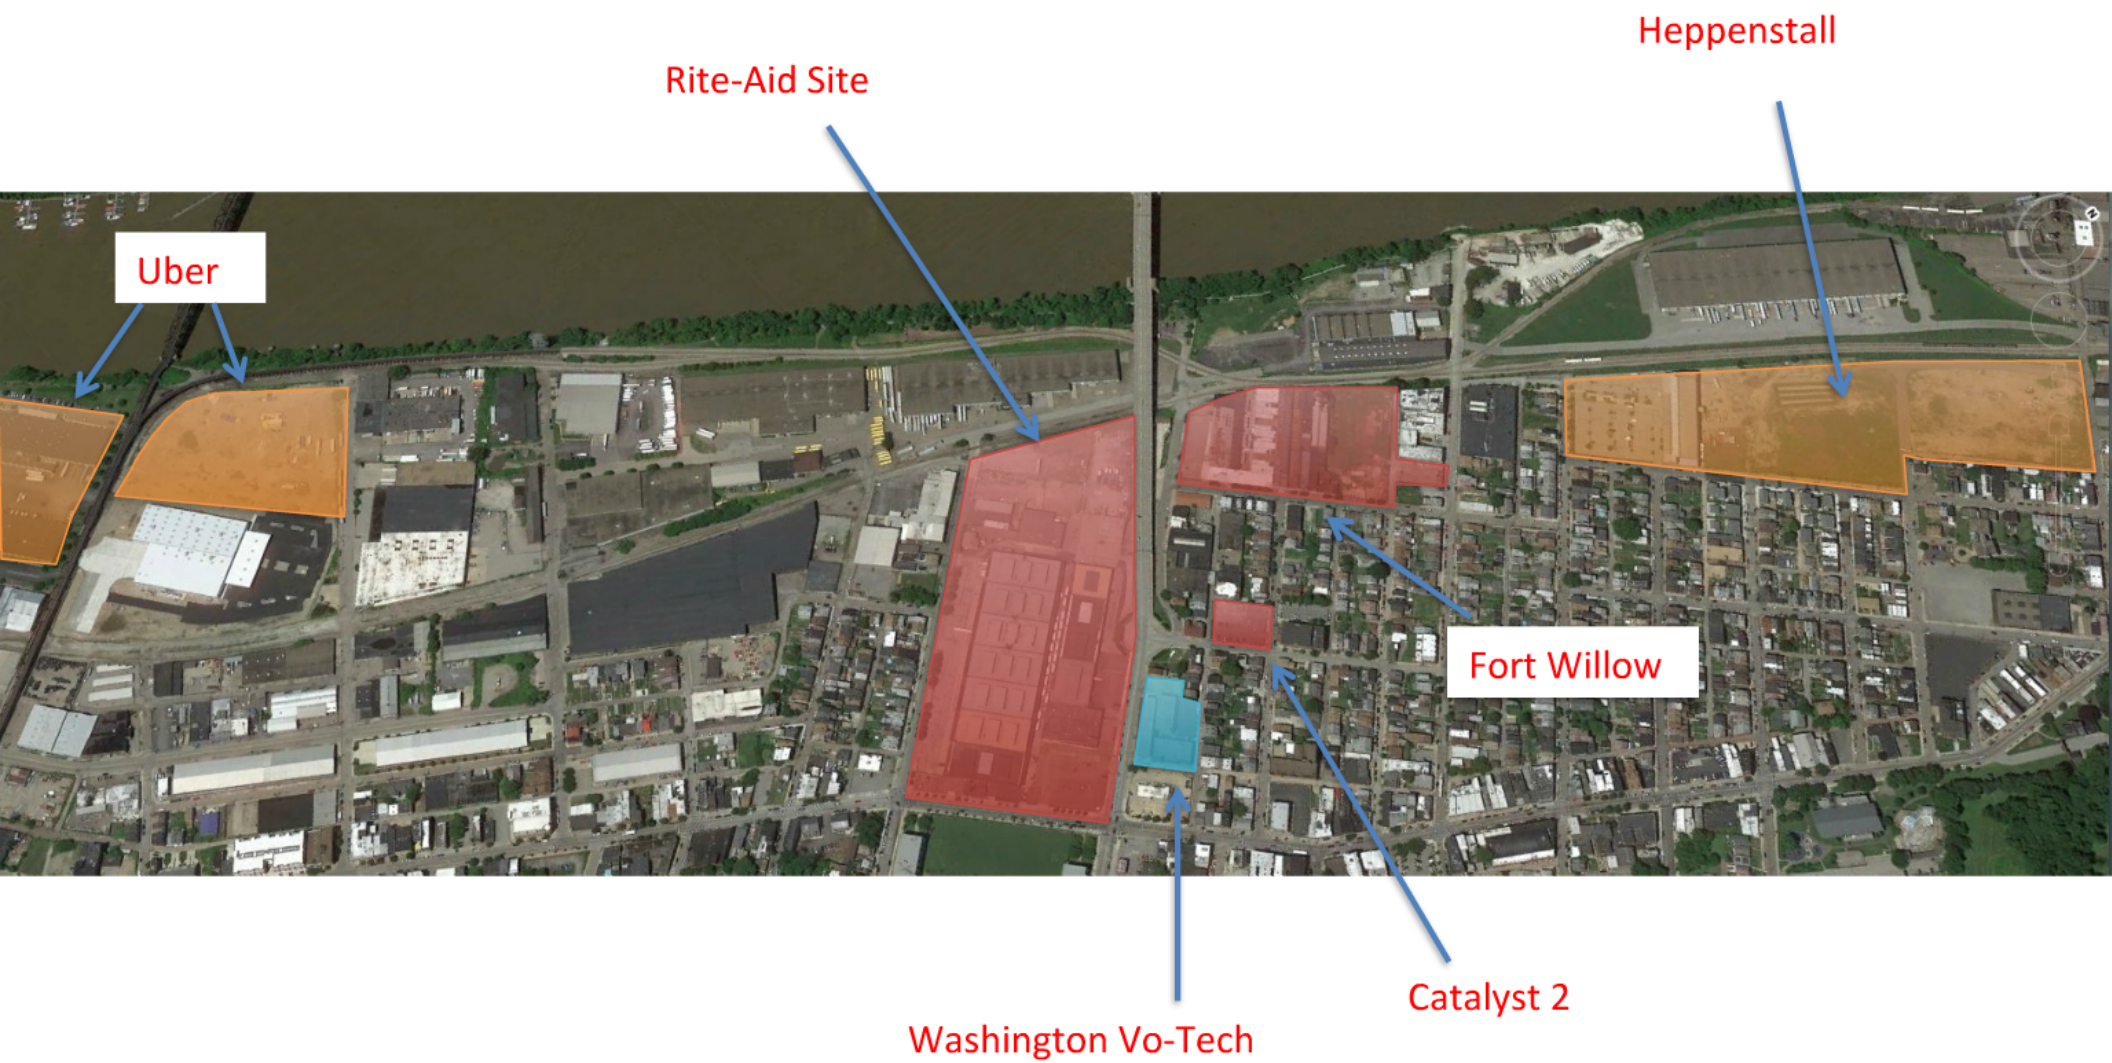 Heppenstall
Rite-Aid Site
Uber
N
Fort Willow
Catalyst 2
Washington Vo-Tech